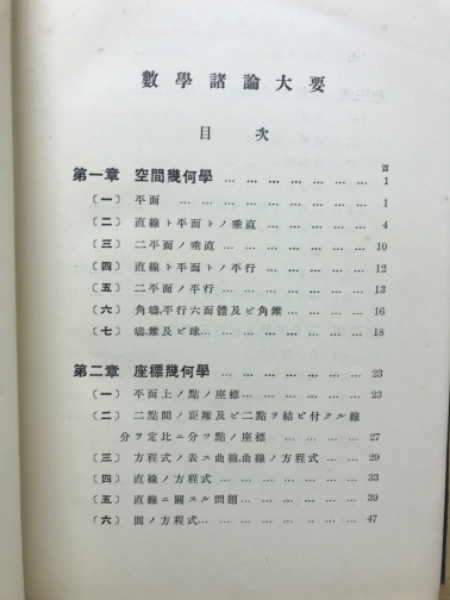 數學諸論大要
目次
頁
第一章 空間幾何學 … … … … … … … 1
〔一〕 平面 … … … … … … … … … 1
〔二〕 直線ト平面トノ垂直 … … … … … … 4
〔三〕 二平面ノ垂直 … … … … … … … 10
〔四〕 直線ト平面トノ平行 … … … … … … 12
〔五〕 二平面ノ平行 … … … … … … … 13
〔六〕 角壔,平行六面體及ビ角錐 … … … … 16
〔七〕 壔,錐及ビ球… … … … … … … … 18
第二章 座標幾何學 … … … … … … … 23
〔一〕 平面上ノ點ノ座標… … … … … … … 23
〔二〕 二點間ノ距離及ビ二點ヲ結ビ付クル線
分ヲ定比ニ分ツ點ノ座標 … … … … 27
〔三〕 方程式ノ表ス曲線,曲線ノ方程式 … … … 29
〔四〕 直線ノ方程式 … … … … … … … 33
〔五〕 直線ニ關スル問題 … … … … … … 39
〔六〕 圓ノ方程式… … … … … … … … 47